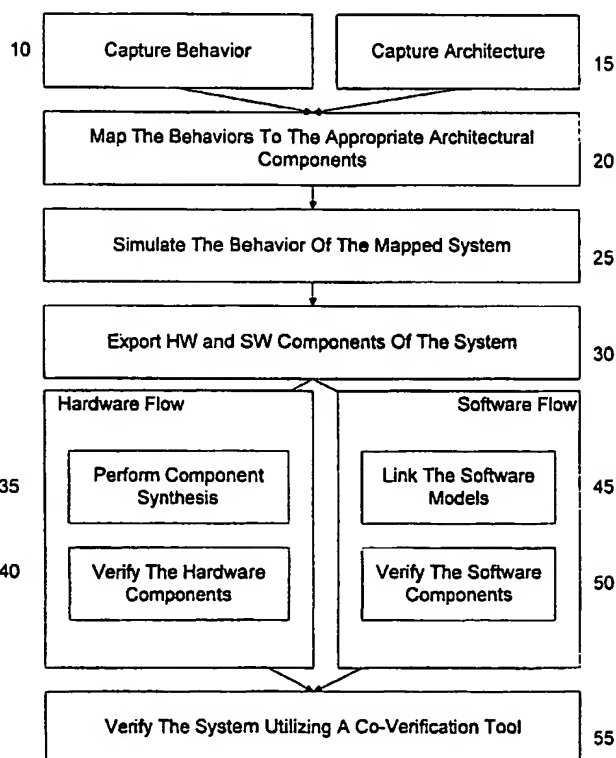 10
Capture Behavior
Capture Architecture
15
Map The Behaviors To The Appropriate Architectural
Components
20
Simulate The Behavior Of The Mapped System
25
Export HW and SW Components Of The System
30
Hardware Flow
Software Flow
35
Perform Component
Synthesis
Link The Software
Models
45
40
Verify The Hardware
Components
Verify The Software
Components
50
Verify The System Utilizing A Co-Verification Tool
55